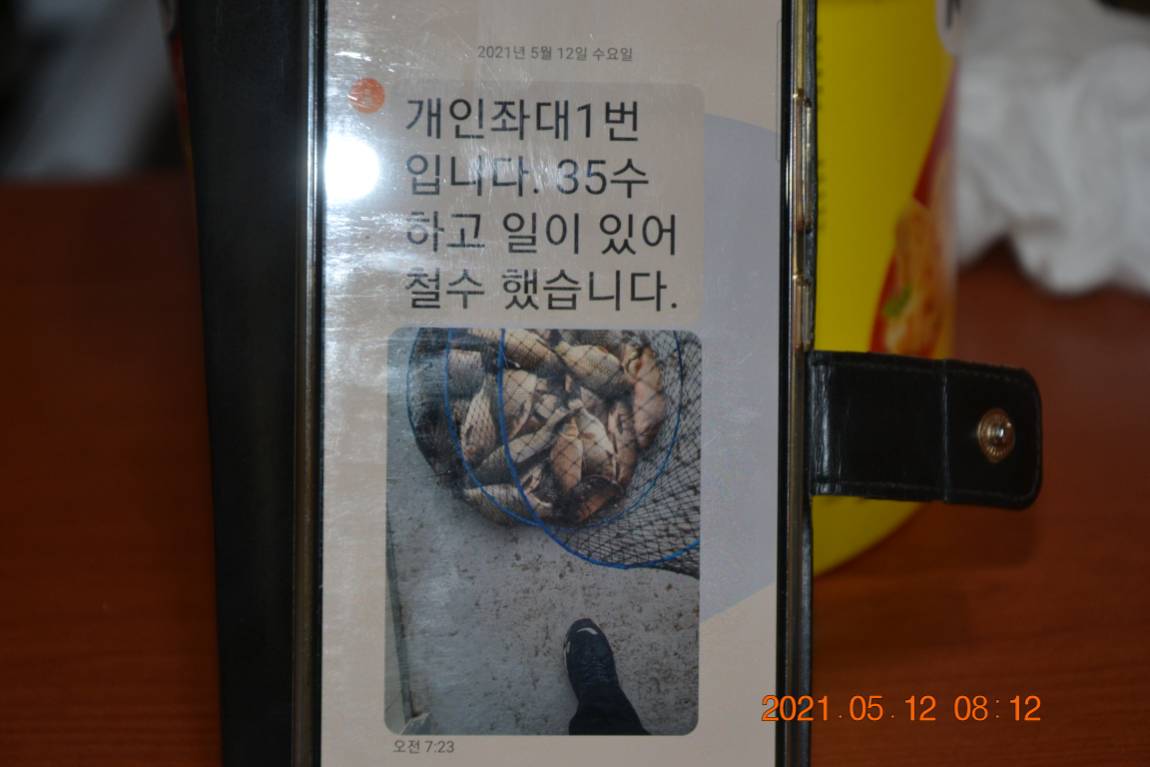 2021년 5월 12일 수요일
개인좌대1번
입니다. 35수
하고 일이 있어
철수 했습니다.
오전 7:23
2021.05.12 08:12